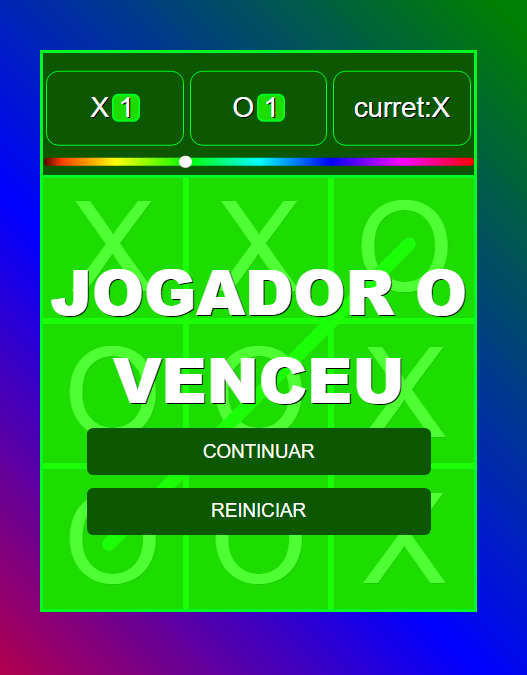 X 1 O 1 curret:X
X X O
JOGADOR O
VENCEU
O O X
CONTINUAR
REINICIAR
O O X